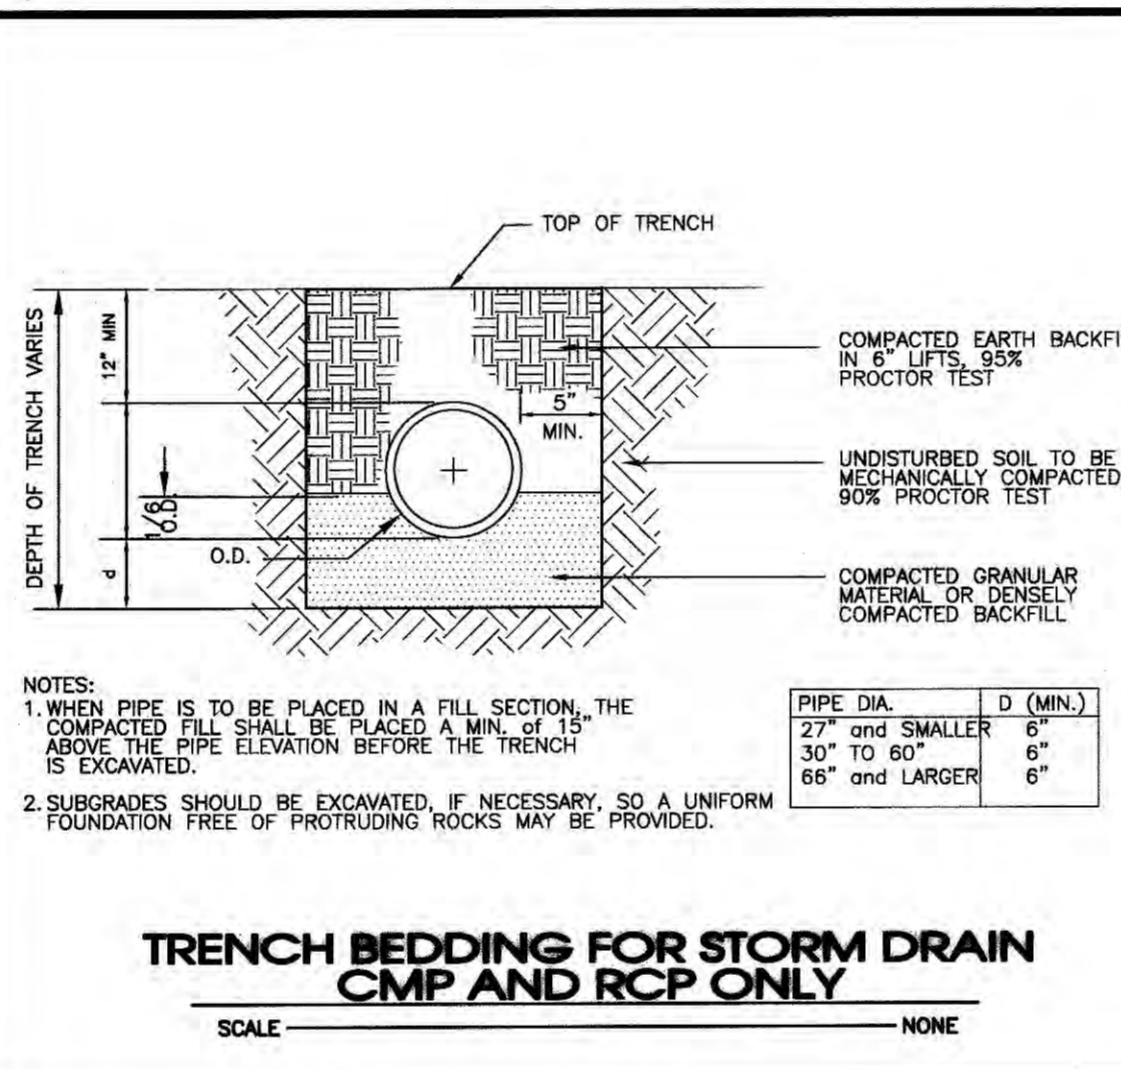 TOP OF TRENCH
DEPTH OF TRENCH VARIES
12" MIN
COMPACTED EARTH BACKFI
IN 6" LIFTS, 95%
PROCTOR TEST
5"
MIN.
UNDISTURBED SOIL TO BE
MECHANICALLY COMPACTED
90% PROCTOR TEST
1/6
O.D.
O.D.
d
COMPACTED GRANULAR
MATERIAL OR DENSELY
COMPACTED BACKFILL
NOTES:
1. WHEN PIPE IS TO BE PLACED IN A FILL SECTION, THE
COMPACTED FILL SHALL BE PLACED A MIN. of 15"
ABOVE THE PIPE ELEVATION BEFORE THE TRENCH
IS EXCAVATED.
2. SUBGRADES SHOULD BE EXCAVATED, IF NECESSARY, SO A UNIFORM
FOUNDATION FREE OF PROTRUDING ROCKS MAY BE PROVIDED.
PIPE DIA. D (MIN.)
27" and SMALLER 6"
30" TO 60" 6"
66" and LARGER 6"
TRENCH BEDDING FOR STORM DRAIN
CMP AND RCP ONLY
SCALE NONE